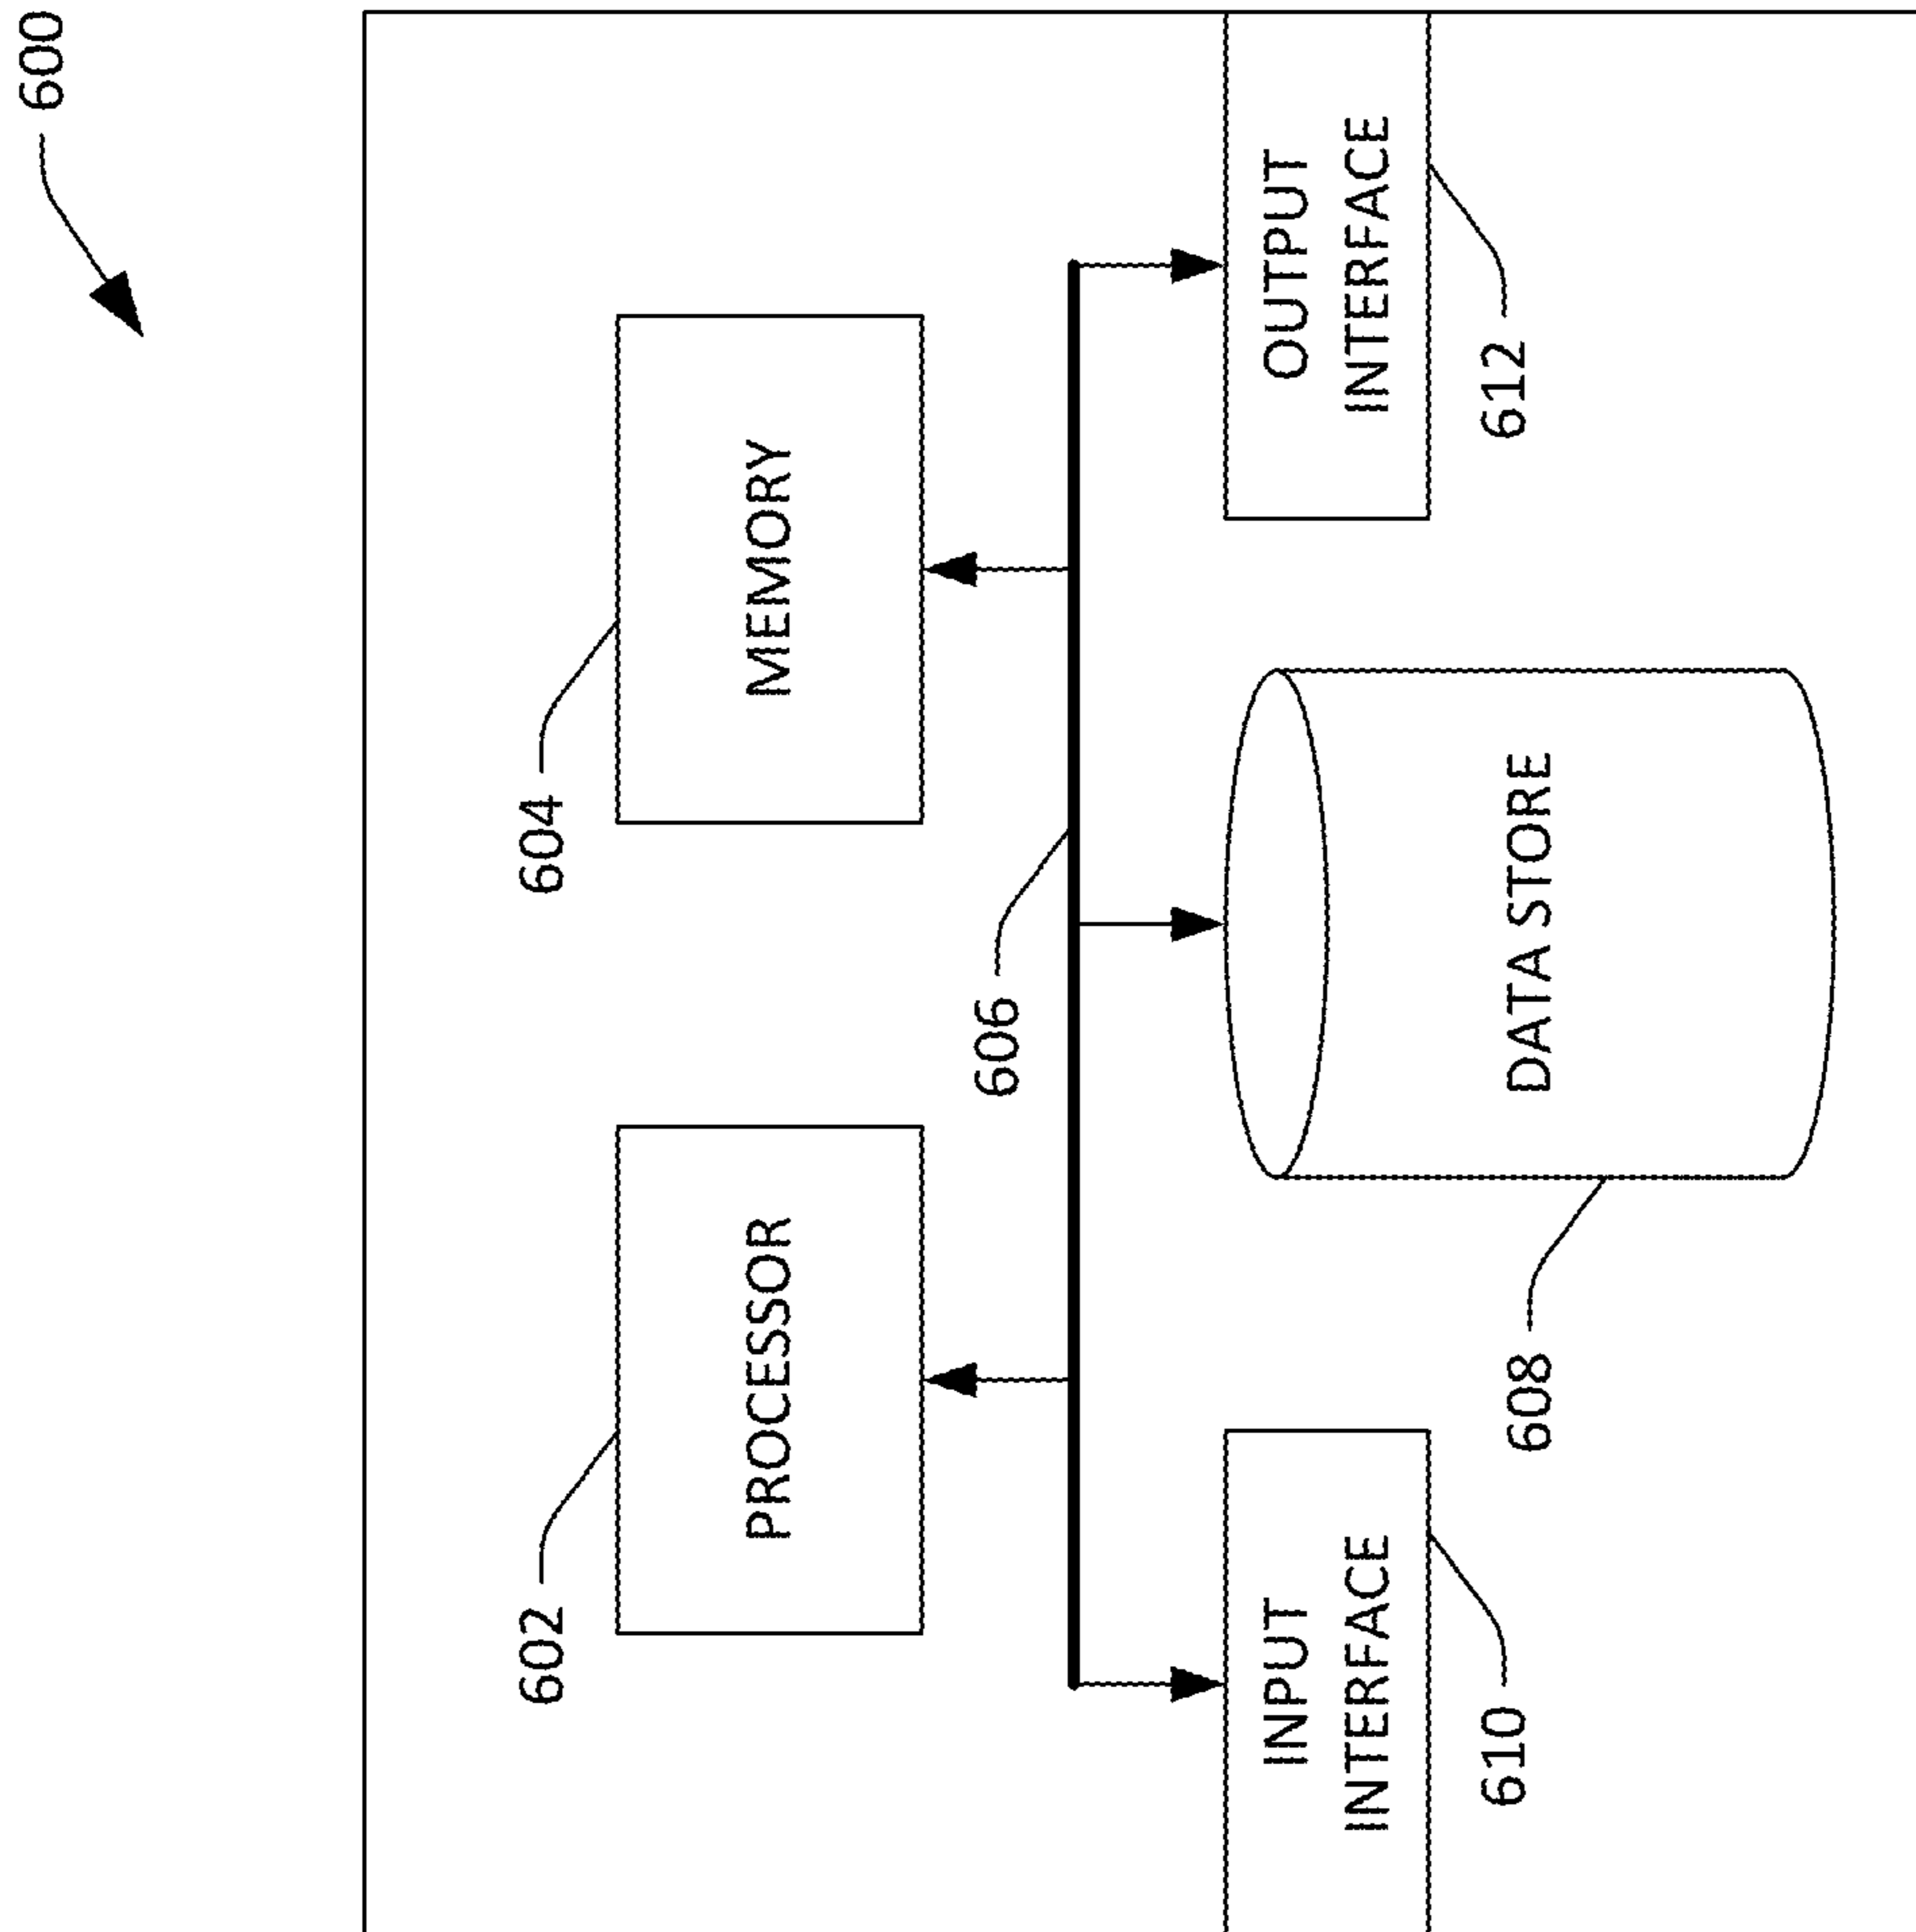 600
602
PROCESSOR
604
MEMORY
606
610
INPUT
INTERFACE
608
DATA STORE
612
OUTPUT
INTERFACE